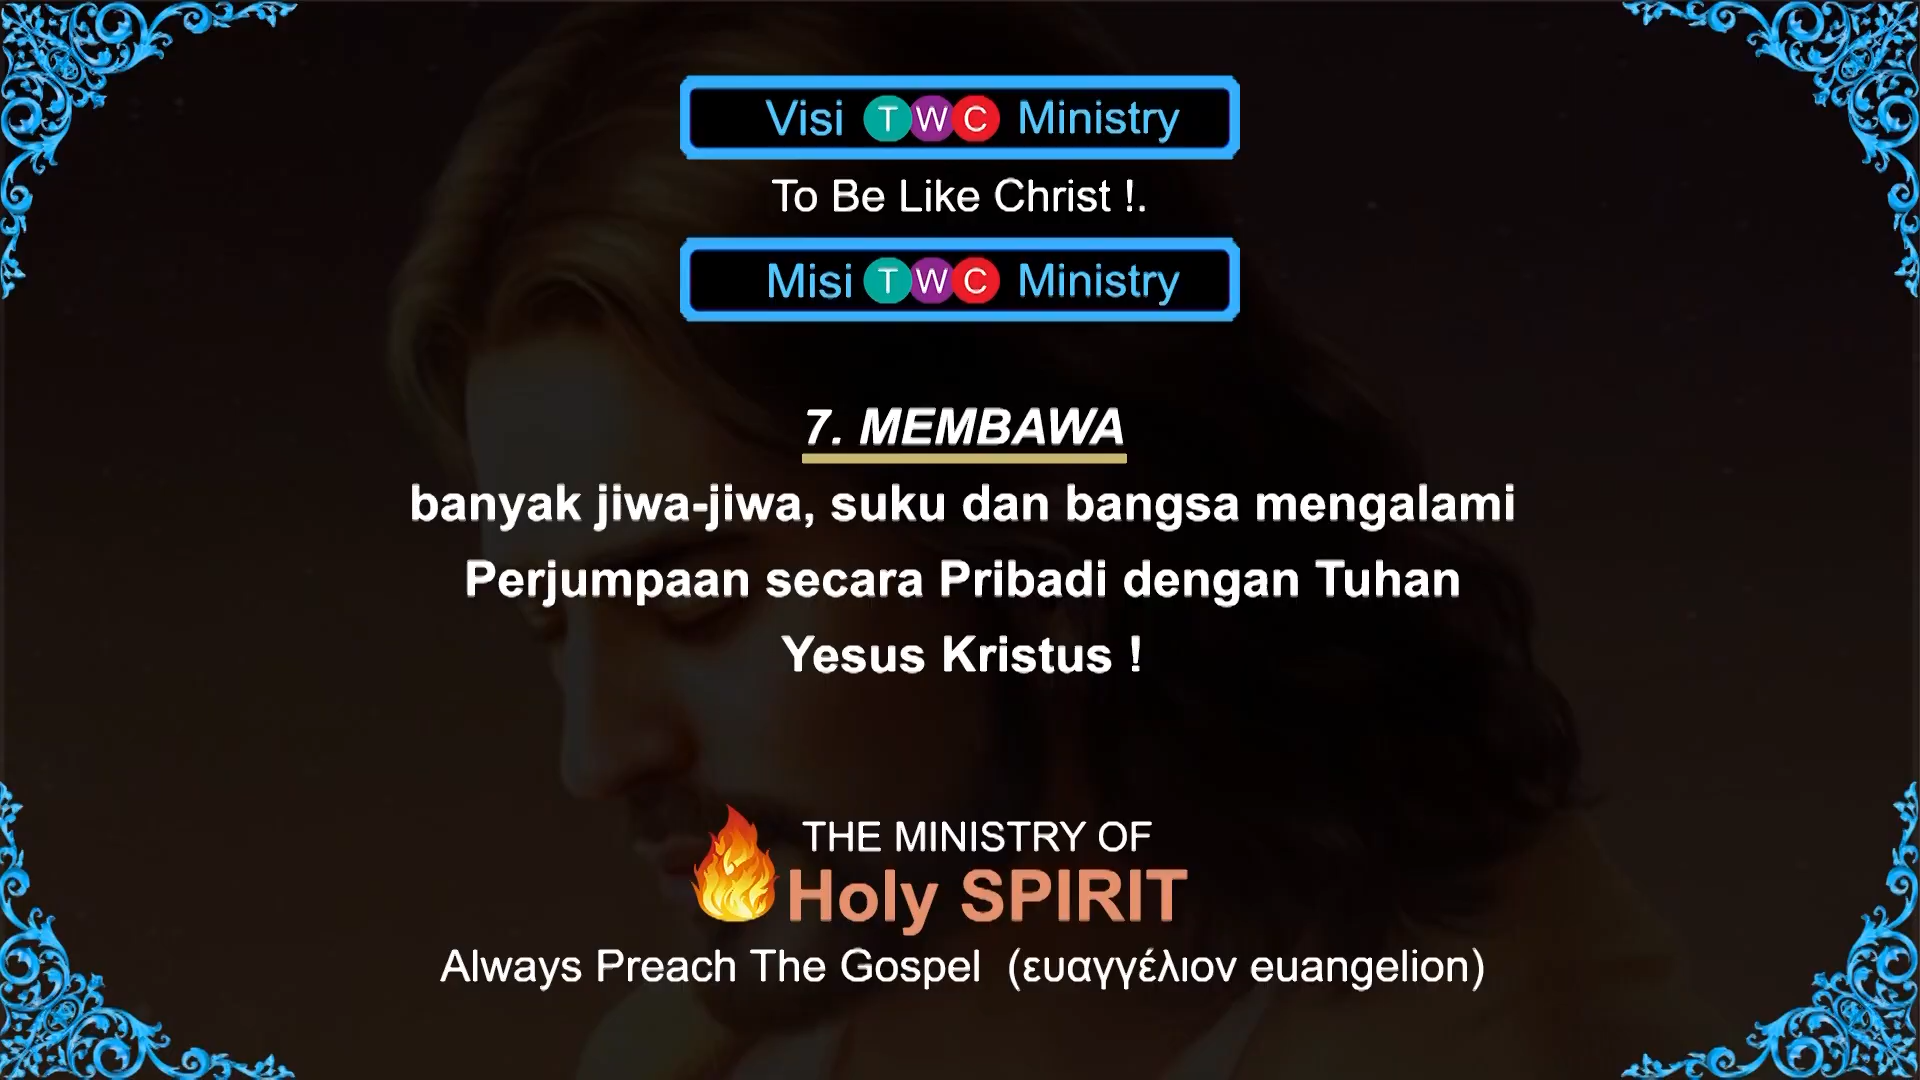 Visi TWC Ministry
To Be Like Christ !.
Misi TWC Ministry
7. MEMBAWA
banyak jiwa-jiwa, suku dan bangsa mengalami
Perjumpaan secara Pribadi dengan Tuhan
Yesus Kristus !
THE MINISTRY OF
Holy SPIRIT
Always Preach The Gospel (ευαγγέλιον euangelion)